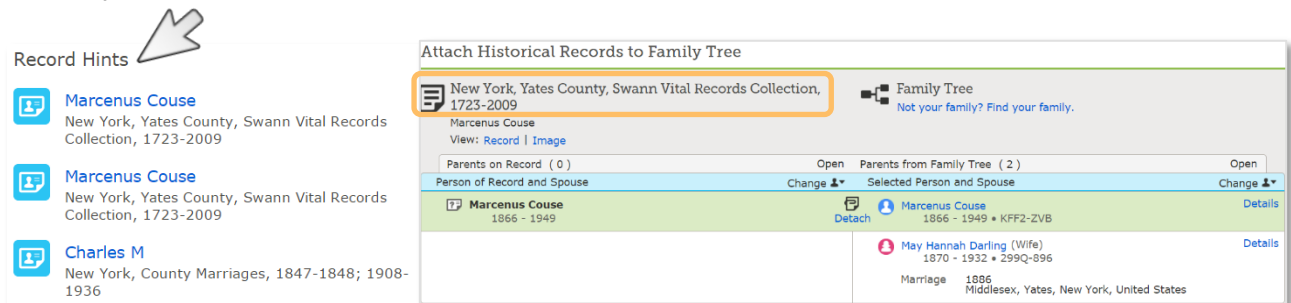 Record Hints
Marcenus Couse
New York, Yates County, Swann Vital Records
Collection, 1723-2009
Marcenus Couse
New York, Yates County, Swann Vital Records
Collection, 1723-2009
Charles M
New York, County Marriages, 1847-1848; 1908-
1936
Attach Historical Records to Family Tree
New York, Yates County, Swann Vital Records Collection,
1723-2009
Marcenus Couse
View: Record | Image
Family Tree
Not your family? Find your family.
Parents on Record ( 0 ) Open Parents from Family Tree ( 2 ) Open
Person of Record and Spouse Change Selected Person and Spouse Change
Marcenus Couse
1866 - 1949
Detach
Marcenus Couse Details
1866 - 1949 • KFF2-ZVB
May Hannah Darling (Wife) Details
1870 - 1932 • 299Q-896
Marriage 1886
Middlesex, Yates, New York, United States